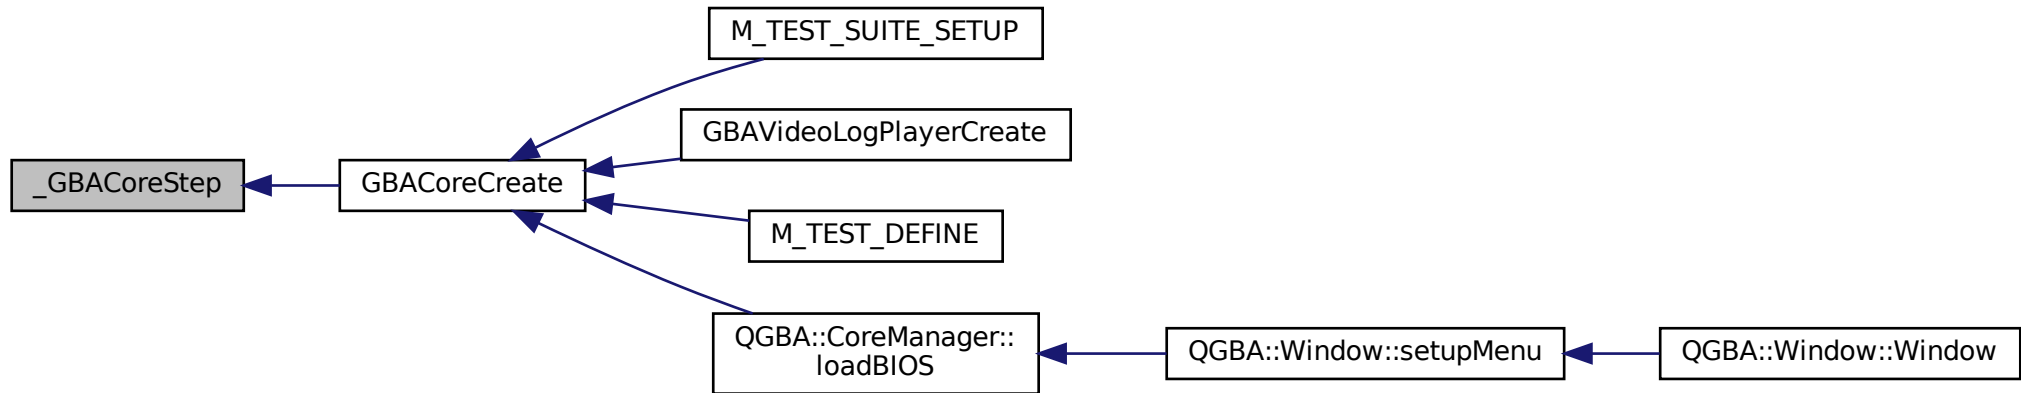 M_TEST_SUITE_SETUP
GBAVideoLogPlayerCreate
_GBACoreStep
GBACoreCreate
M_TEST_DEFINE
QGBA::CoreManager::
loadBIOS
QGBA::Window::setupMenu
QGBA::Window::Window